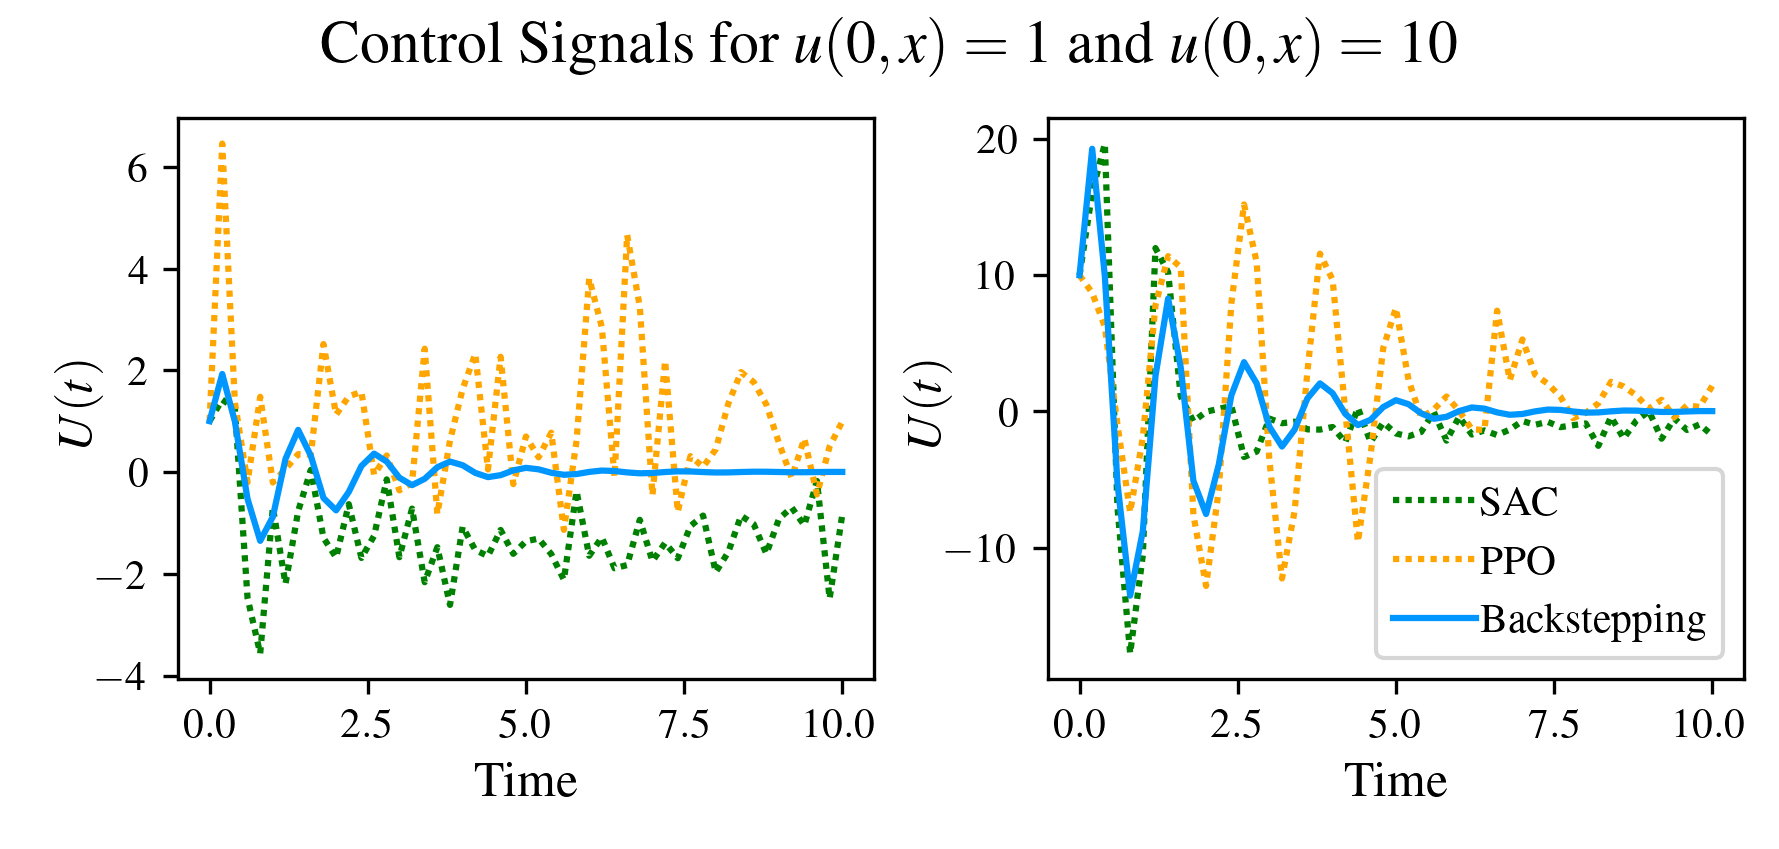 Control Signals for u(0, x) = 1 and u(0, x) = 10
U(t)
6
4
2
0
−2
−4
0.0 2.5 5.0 7.5 10.0
Time
U(t)
20
10
0
−10
0.0 2.5 5.0 7.5 10.0
Time
SAC
PPO
Backstepping